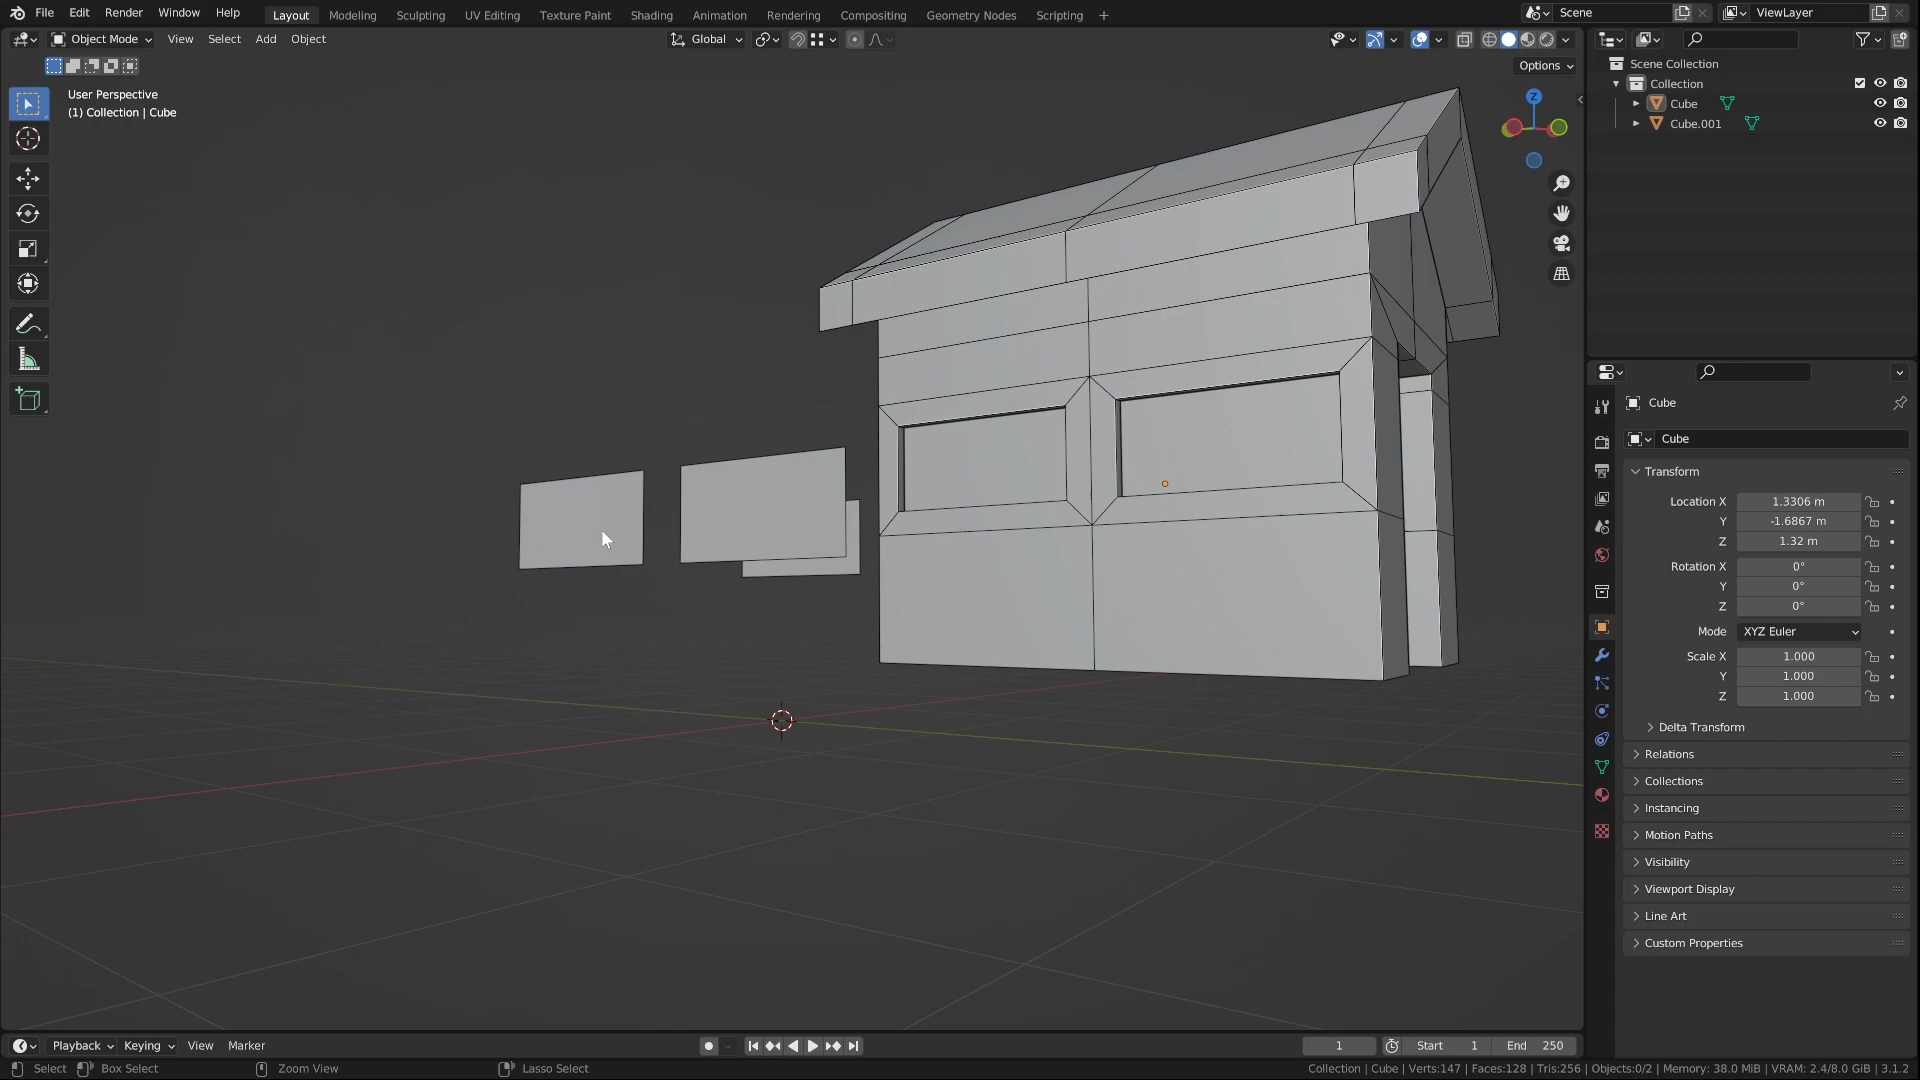 File Edit Render Window Help Layout Modeling Sculpting UV Editing Texture Paint Shading Animation Rendering Compositing Geometry Nodes Scripting + Scene ViewLayer
Object Mode View Select Add Object Global
Options
User Perspective
(1) Collection | Cube
Z
Scene Collection
Collection
Cube
Cube.001
Cube
Cube
Transform
Location X 1.3306 m
Y -1.6867 m
Z 1.32 m
Rotation X 0°
Y 0°
Z 0°
Mode XYZ Euler
Scale X 1.000
Y 1.000
Z 1.000
Delta Transform
Relations
Collections
Instancing
Motion Paths
Visibility
Viewport Display
Line Art
Custom Properties
Playback Keying View Marker 1 Start 1 End 250
Select Box Select Zoom View Lasso Select Collection | Cube | Verts:147 | Faces:128 | Tris:256 | Objects:0/2 | Memory: 38.0 MiB | VRAM: 2.4/8.0 GiB | 3.1.2